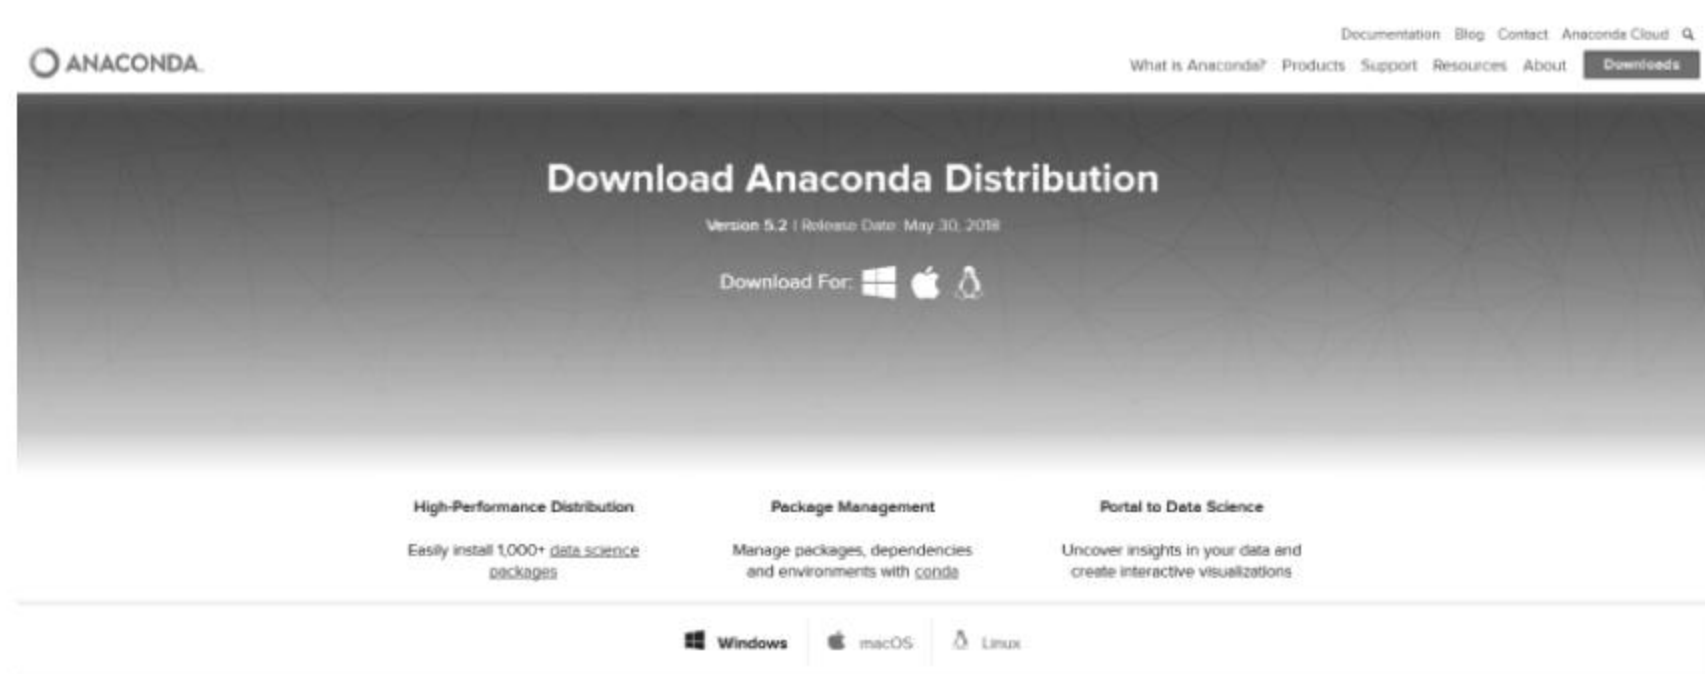 Documentation Blog Contact Anaconda Cloud
ANACONDA
What is Anaconda? Products Support Resources About Downloads
Download Anaconda Distribution
Version 5.2 | Release Date: May 30, 2018
Download For:
High-Performance Distribution
Easily install 1,000+ data science
packages
Package Management
Manage packages, dependencies
and environments with conda
Portal to Data Science
Uncover insights in your data and
create interactive visualizations
Windows macOS Linux